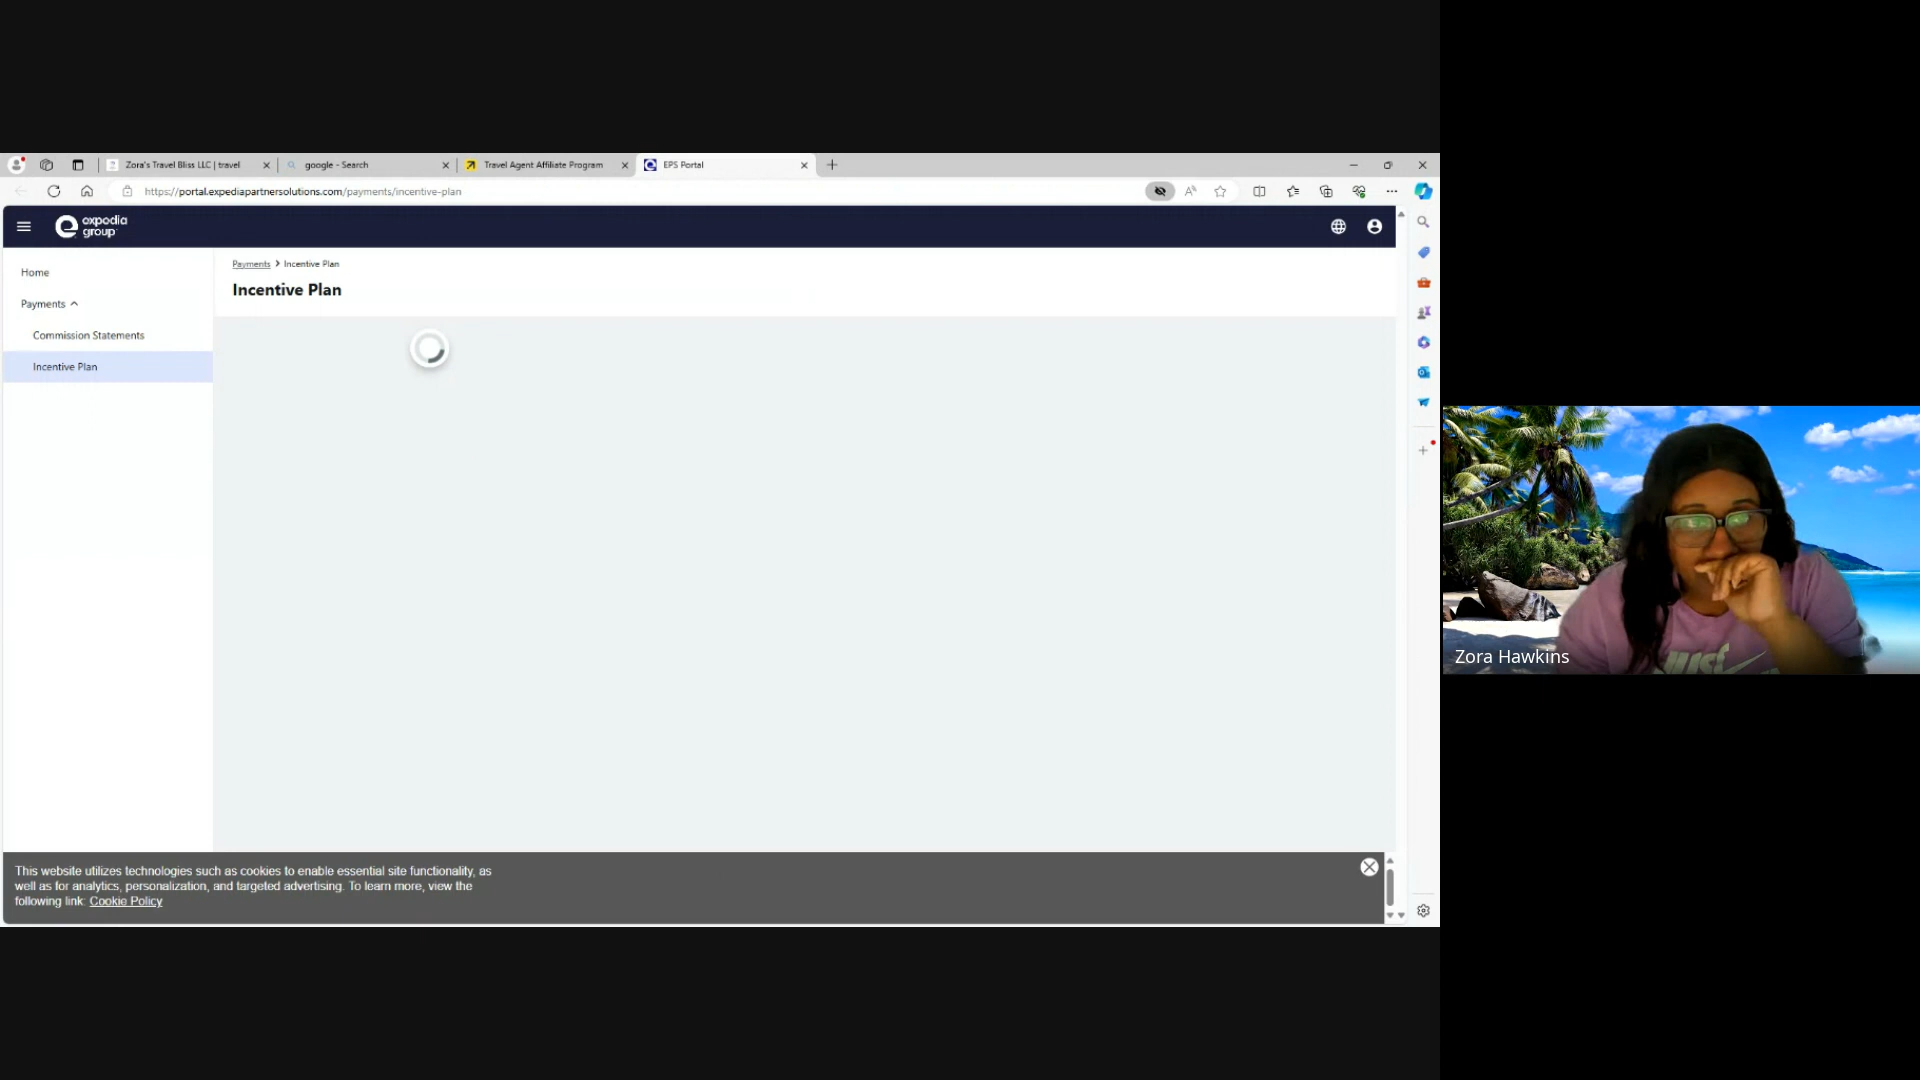 Zora's Travel Bliss LLC | travel
google - Search
Travel Agent Affiliate Program
EPS Portal
https://portal.expediapartnersolutions.com/payments/incentive-plan
expedia
group
Home
Payments > Incentive Plan
Incentive Plan
Payments
Commission Statements
Incentive Plan
This website utilizes technologies such as cookies to enable essential site functionality, as
well as for analytics, personalization, and targeted advertising. To learn more, view the
following link: Cookie Policy
JUST
Zora Hawkins